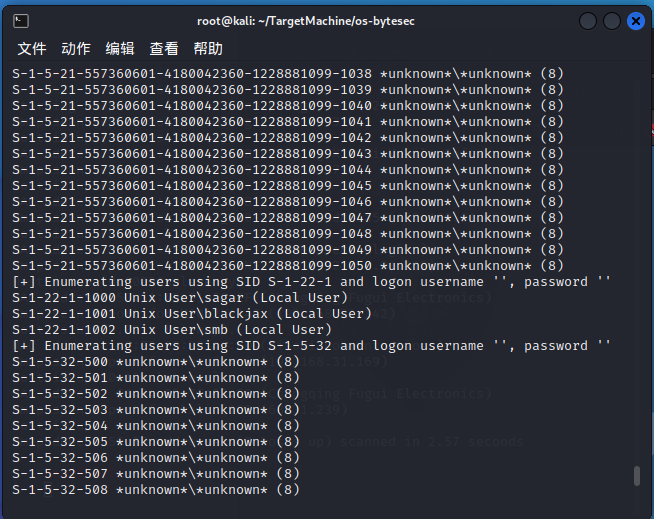 root@kali: ~/TargetMachine/os-bytesec
文件 动作 编辑 查看 帮助
S-1-5-21-557360601-4180042360-1228881099-1038 *unknown*\*unknown* (8)
S-1-5-21-557360601-4180042360-1228881099-1039 *unknown*\*unknown* (8)
S-1-5-21-557360601-4180042360-1228881099-1040 *unknown*\*unknown* (8)
S-1-5-21-557360601-4180042360-1228881099-1041 *unknown*\*unknown* (8)
S-1-5-21-557360601-4180042360-1228881099-1042 *unknown*\*unknown* (8)
S-1-5-21-557360601-4180042360-1228881099-1043 *unknown*\*unknown* (8)
S-1-5-21-557360601-4180042360-1228881099-1044 *unknown*\*unknown* (8)
S-1-5-21-557360601-4180042360-1228881099-1045 *unknown*\*unknown* (8)
S-1-5-21-557360601-4180042360-1228881099-1046 *unknown*\*unknown* (8)
S-1-5-21-557360601-4180042360-1228881099-1047 *unknown*\*unknown* (8)
S-1-5-21-557360601-4180042360-1228881099-1048 *unknown*\*unknown* (8)
S-1-5-21-557360601-4180042360-1228881099-1049 *unknown*\*unknown* (8)
S-1-5-21-557360601-4180042360-1228881099-1050 *unknown*\*unknown* (8)
[+] Enumerating users using SID S-1-22-1 and logon username '', password ''
S-1-22-1-1000 Unix User\sagar (Local User)
S-1-22-1-1001 Unix User\blackjax (Local User)
S-1-22-1-1002 Unix User\smb (Local User)
[+] Enumerating users using SID S-1-5-32 and logon username '', password ''
S-1-5-32-500 *unknown*\*unknown* (8)
S-1-5-32-501 *unknown*\*unknown* (8)
S-1-5-32-502 *unknown*\*unknown* (8)
S-1-5-32-503 *unknown*\*unknown* (8)
S-1-5-32-504 *unknown*\*unknown* (8)
S-1-5-32-505 *unknown*\*unknown* (8)
S-1-5-32-506 *unknown*\*unknown* (8)
S-1-5-32-507 *unknown*\*unknown* (8)
S-1-5-32-508 *unknown*\*unknown* (8)